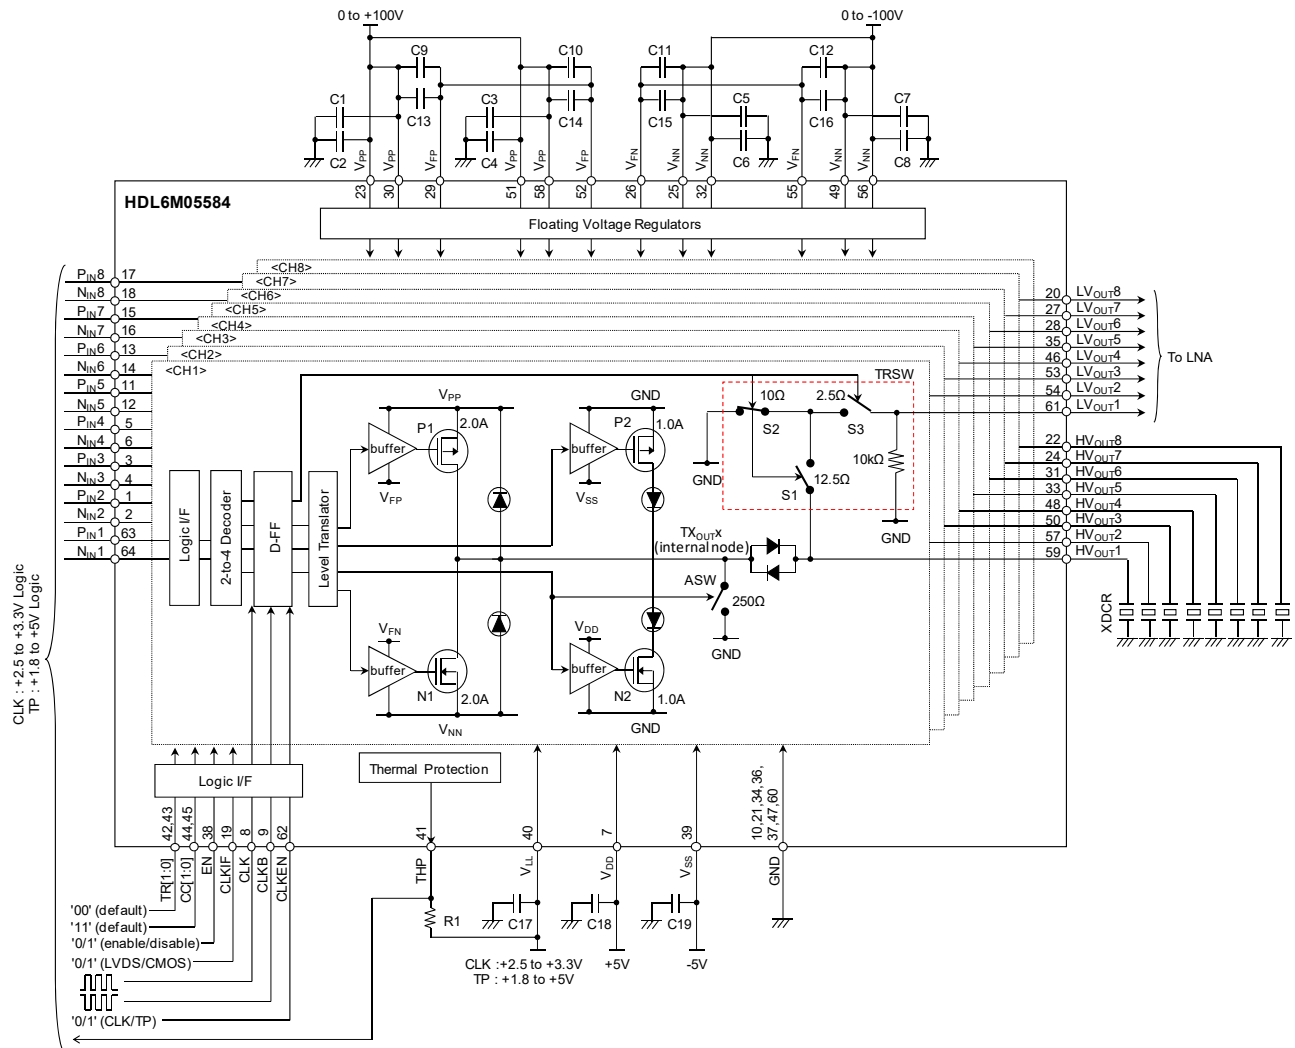 0 to +100V
0 to -100V
C9
C10
C11
C12
C1
C13
C3
C14
C15
C5
C16
C7
C2
C4
C6
C8
VPP
VPP
VFP
VPP
VPP
VFP
VFN
VNN
VNN
VFN
VNN
VNN
23
30
29
51
58
52
26
25
32
55
49
56
HDL6M05584
Floating Voltage Regulators
<CH8>
<CH7>
<CH6>
<CH5>
<CH4>
<CH3>
<CH2>
<CH1>
PIN8 17
NIN8 18
PIN7 15
NIN7 16
PIN6 13
NIN6 14
PIN5 11
NIN5 12
PIN4 5
NIN4 6
PIN3 3
NIN3 4
PIN2 1
NIN2 2
PIN1 63
NIN1 64
20 LVOUT8
27 LVOUT7
28 LVOUT6
35 LVOUT5
46 LVOUT4
53 LVOUT3
54 LVOUT2
61 LVOUT1
To LNA
22 HVOUT8
24 HVOUT7
31 HVOUT6
33 HVOUT5
48 HVOUT4
50 HVOUT3
57 HVOUT2
59 HVOUT1
XDCR
TRSW
10Ω
2.5Ω
S2
S3
10kΩ
GND
12.5Ω
S1
GND
VPP
GND
P1
2.0A
P2
1.0A
buffer
buffer
VFP
VSS
Logic I/F
2-to-4 Decoder
D-FF
Level Translator
TXOUTX
(internal node)
ASW
250Ω
GND
VFN
VDD
buffer
buffer
N1
2.0A
N2
1.0A
VNN
GND
CLK : +2.5 to +3.3V Logic
TP : +1.8 to +5V Logic
Logic I/F
Thermal Protection
42,43
44,45
38
19
8
9
62
41
40
7
39
10,21,34,36,
37,47,60
TR[1:0]
CC[1:0]
EN
CLKIF
CLK
CLKB
CLKEN
THP
VLL
VDD
VSS
GND
'00' (default)
'11' (default)
'0/1' (enable/disable)
'0/1' (LVDS/CMOS)
'0/1' (CLK/TP)
R1
C17
C18
C19
CLK :+2.5 to +3.3V
TP : +1.8 to +5V
+5V
-5V